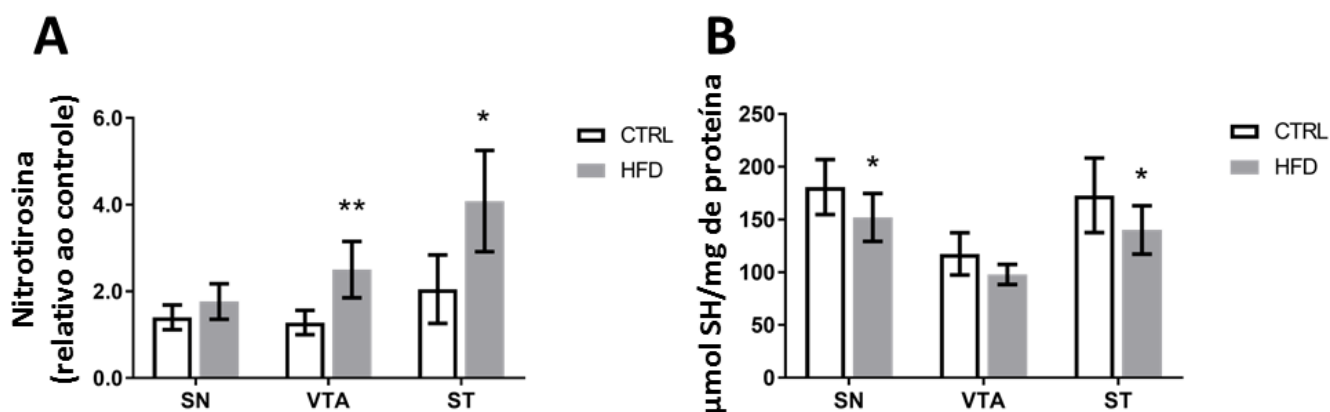 A
Nitrotirosina
(relativo ao controle)
6.0
4.0
2.0
0.0
**
*
SN
VTA
ST
CTRL
HFD
B
µmol SH/mg de proteína
250
200
150
100
50
0
*
*
SN
VTA
ST
CTRL
HFD